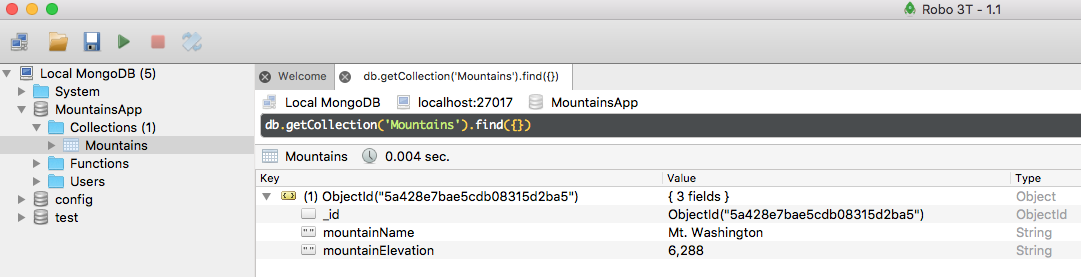 Robo 3T - 1.1
Local MongoDB (5)
System
MountainsApp
Collections (1)
Mountains
Functions
Users
config
test
Welcome
db.getCollection('Mountains').find({})
Local MongoDB localhost:27017 MountainsApp
db.getCollection('Mountains').find({})
Mountains 0.004 sec.
Key Value Type
(1) ObjectId("5a428e7bae5cdb08315d2ba5") { 3 fields } Object
_id ObjectId("5a428e7bae5cdb08315d2ba5") ObjectId
" " mountainName Mt. Washington String
" " mountainElevation 6,288 String